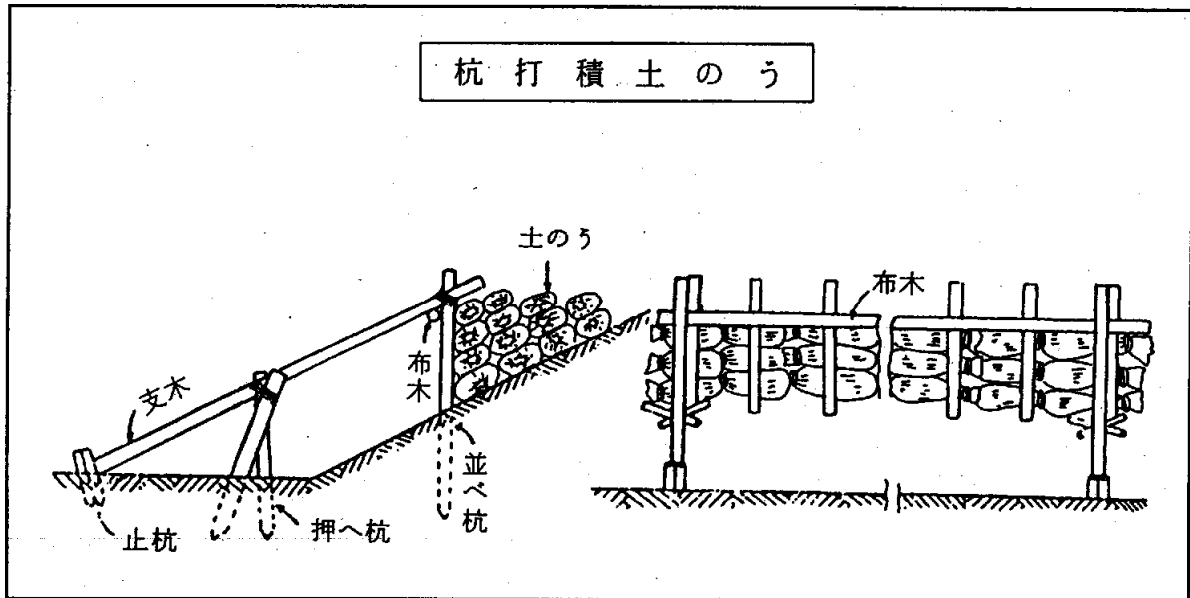 杭打積土のう
土のう
布木
布木
支木
並べ杭
押へ杭
止杭